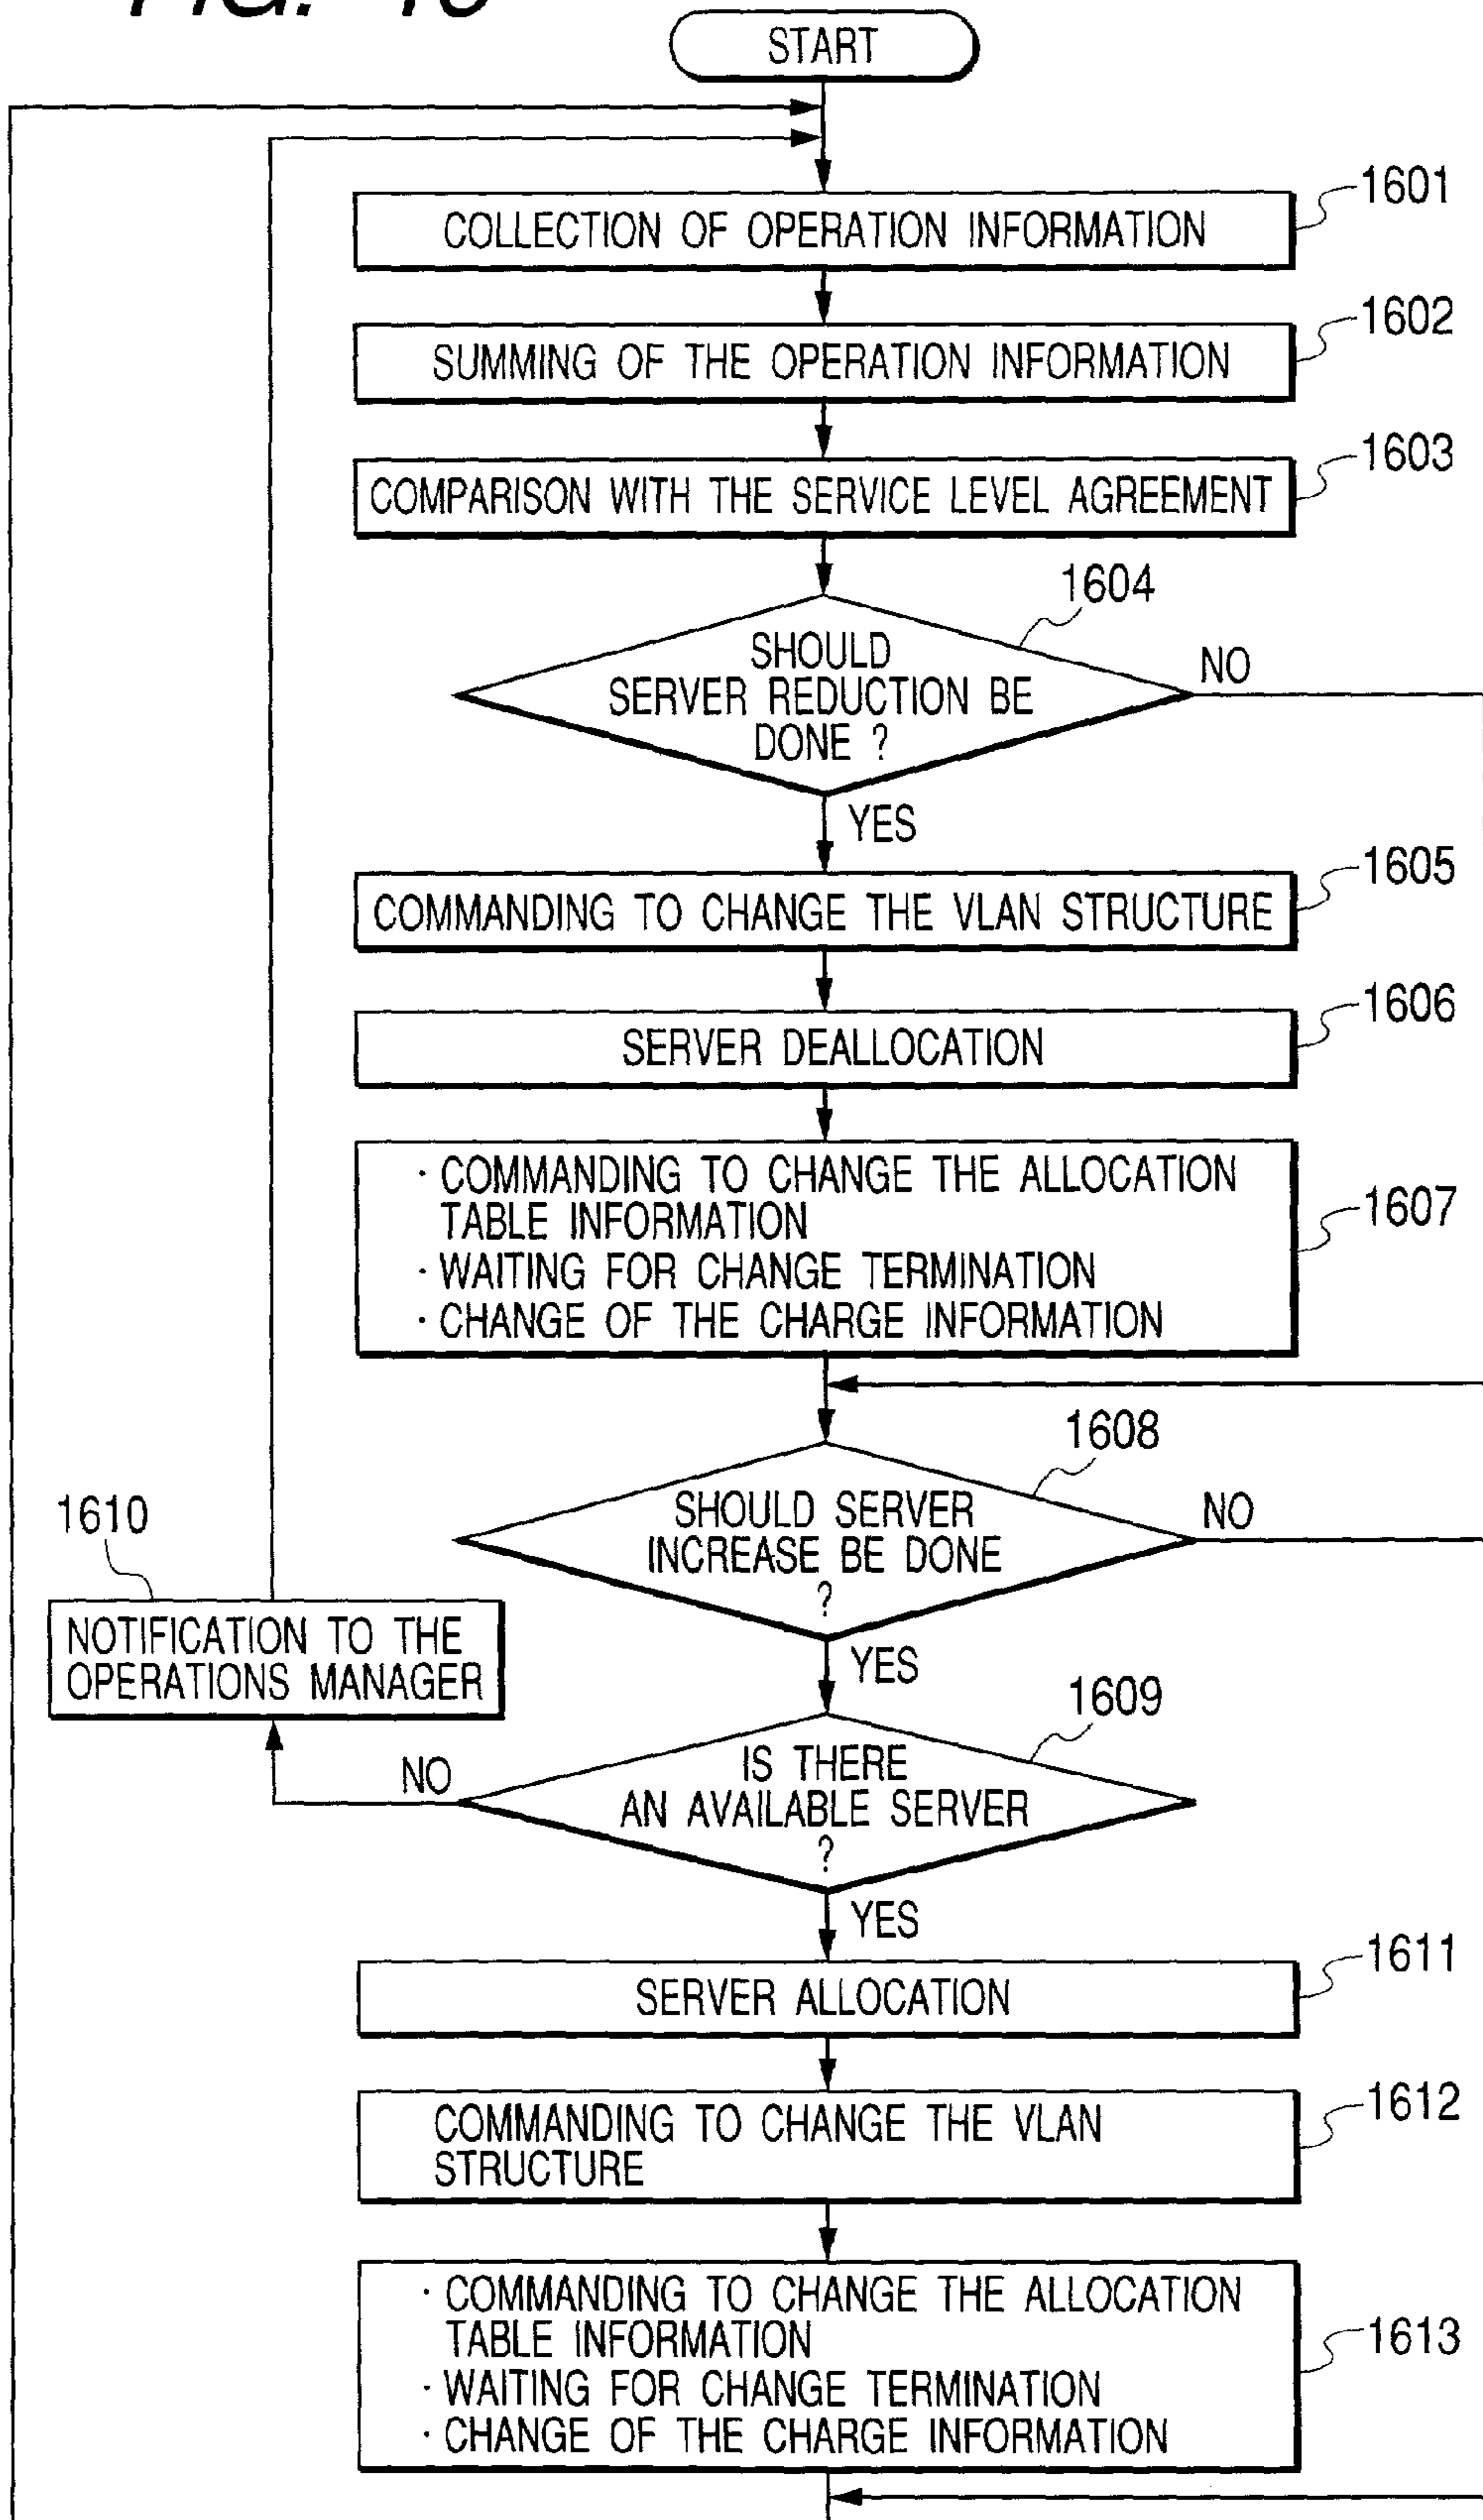 START
1601
COLLECTION OF OPERATION INFORMATION
1602
SUMMING OF THE OPERATION INFORMATION
1603
COMPARISON WITH THE SERVICE LEVEL AGREEMENT
1604
SHOULD
SERVER REDUCTION BE
DONE ?
NO
YES
1605
COMMANDING TO CHANGE THE VLAN STRUCTURE
1606
SERVER DEALLOCATION
1607
· COMMANDING TO CHANGE THE ALLOCATION
TABLE INFORMATION
· WAITING FOR CHANGE TERMINATION
· CHANGE OF THE CHARGE INFORMATION
1608
SHOULD SERVER
INCREASE BE DONE
?
NO
YES
1610
NOTIFICATION TO THE
OPERATIONS MANAGER
1609
IS THERE
AN AVAILABLE SERVER
?
NO
YES
1611
SERVER ALLOCATION
1612
COMMANDING TO CHANGE THE VLAN
STRUCTURE
1613
· COMMANDING TO CHANGE THE ALLOCATION
TABLE INFORMATION
· WAITING FOR CHANGE TERMINATION
· CHANGE OF THE CHARGE INFORMATION